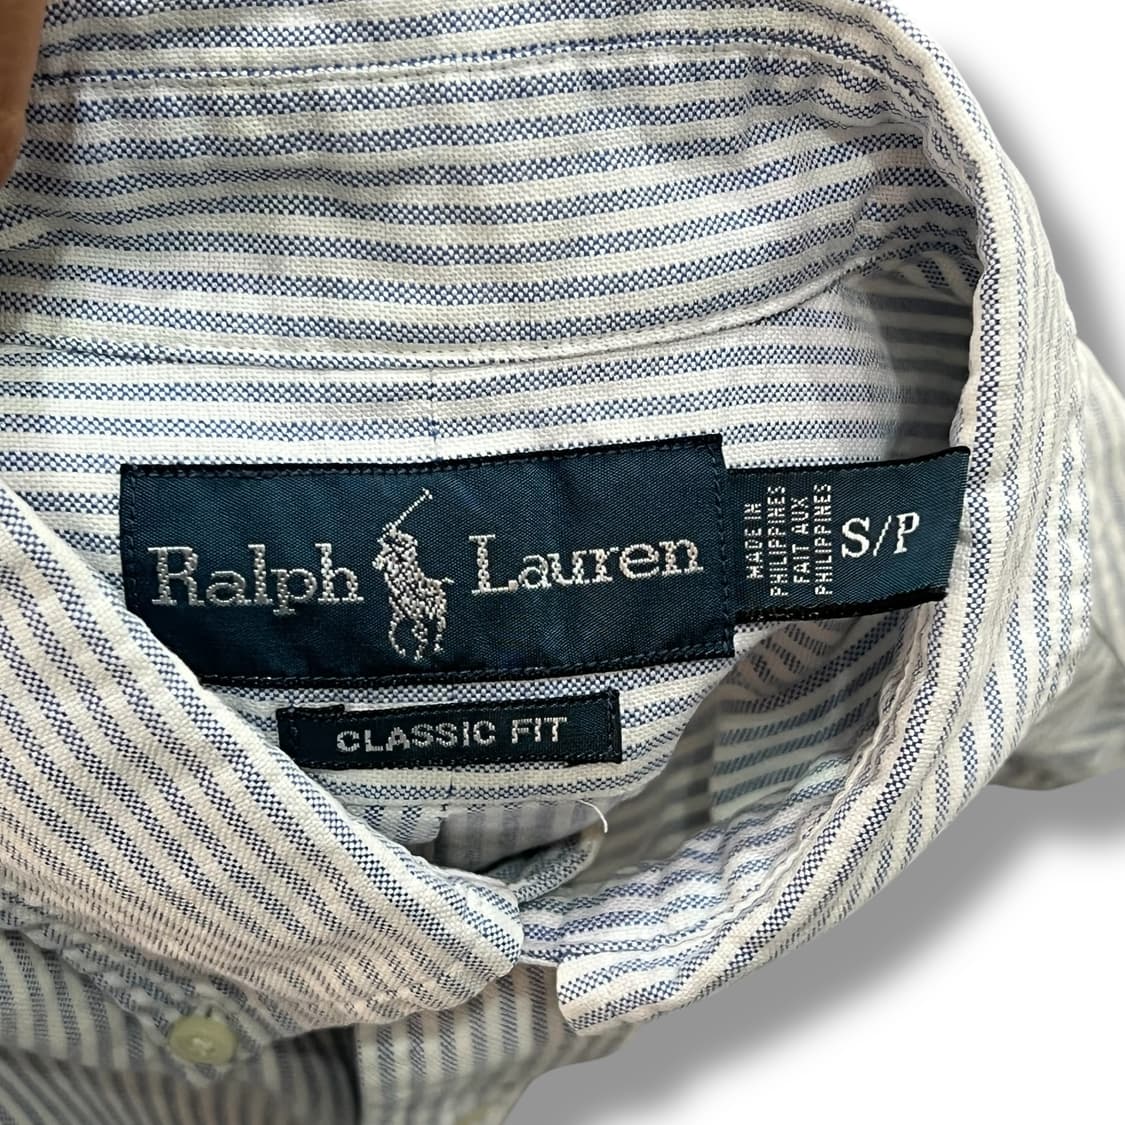 Ralph Lauren
MADE IN
PHILIPPINES
FAIT AUX
PHILIPPINES
S/P
CLASSIC FIT